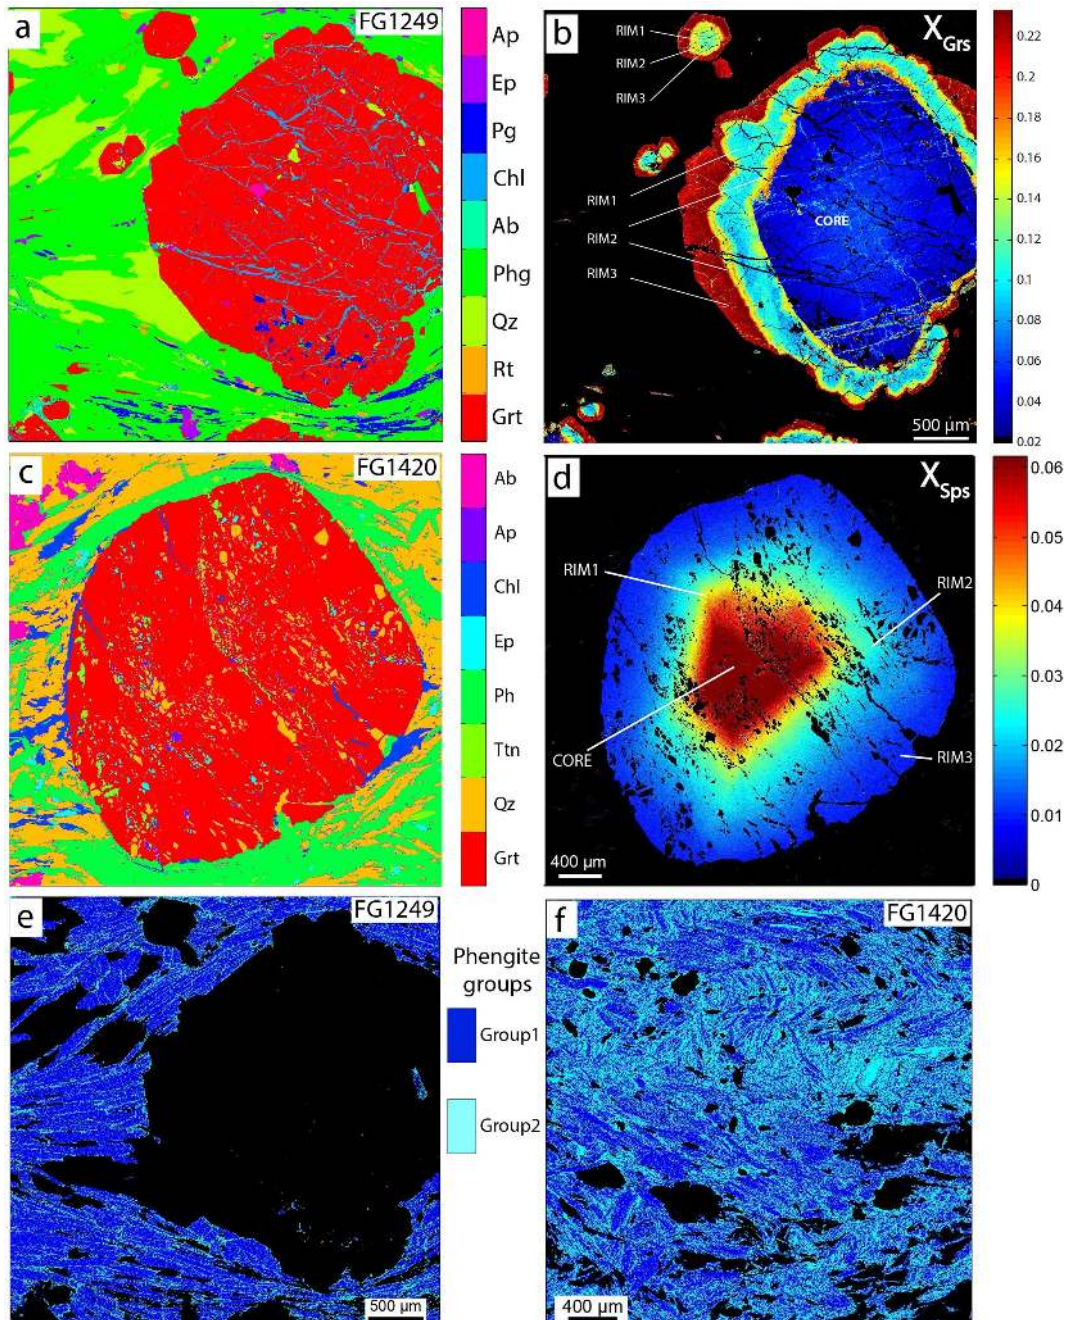 a
FG1249
Ap
Ep
Pg
Chl
Ab
Phg
Qz
Rt
Grt
b
XGrs
RIM1
RIM2
RIM3
RIM1
RIM2
RIM3
CORE
500 µm
0.22
0.2
0.18
0.16
0.14
0.12
0.1
0.08
0.06
0.04
0.02
c
FG1420
Ab
Ap
Chl
Ep
Ph
Ttn
Qz
Grt
d
XSps
RIM1
RIM2
CORE
RIM3
400 µm
0.06
0.05
0.04
0.03
0.02
0.01
0
e
FG1249
500 µm
Phengite
groups
Group1
Group2
f
FG1420
400 µm